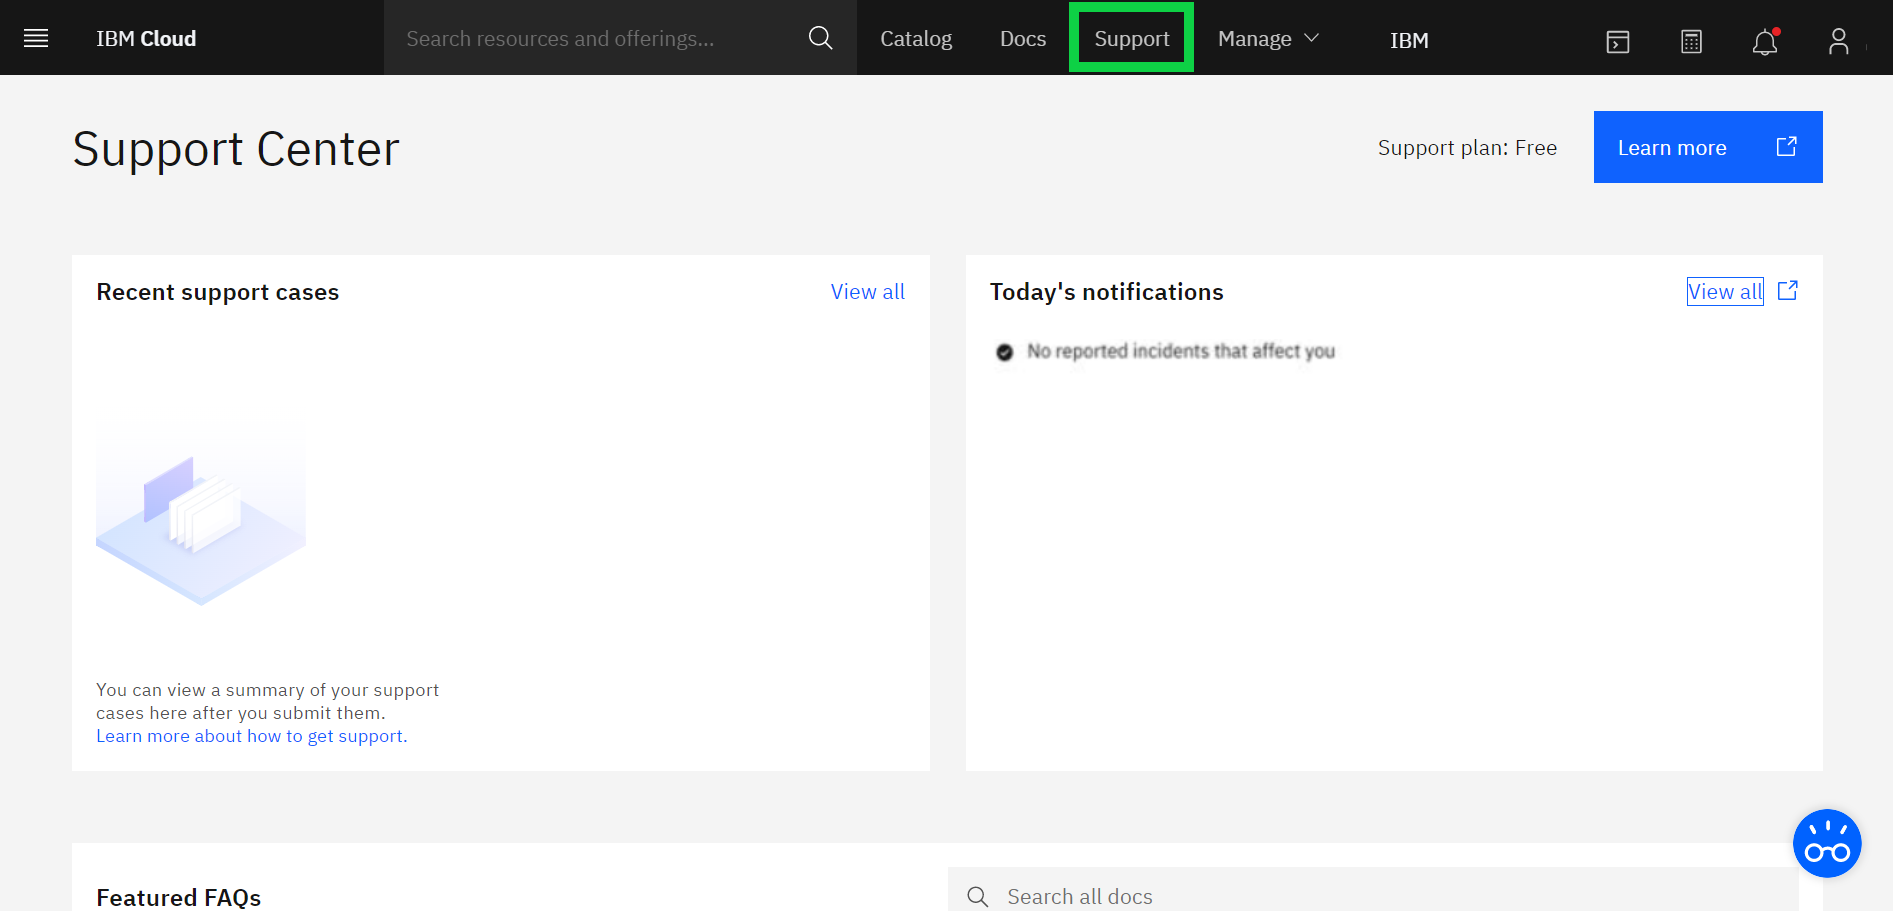 IBM Cloud
Search resources and offerings...
Catalog
Docs
Support
Manage
IBM
Support Center
Support plan: Free
Learn more
Recent support cases
View all
Today's notifications
View all
No reported incidents that affect you
You can view a summary of your support
cases here after you submit them.
Learn more about how to get support.
Featured FAQs
Search all docs